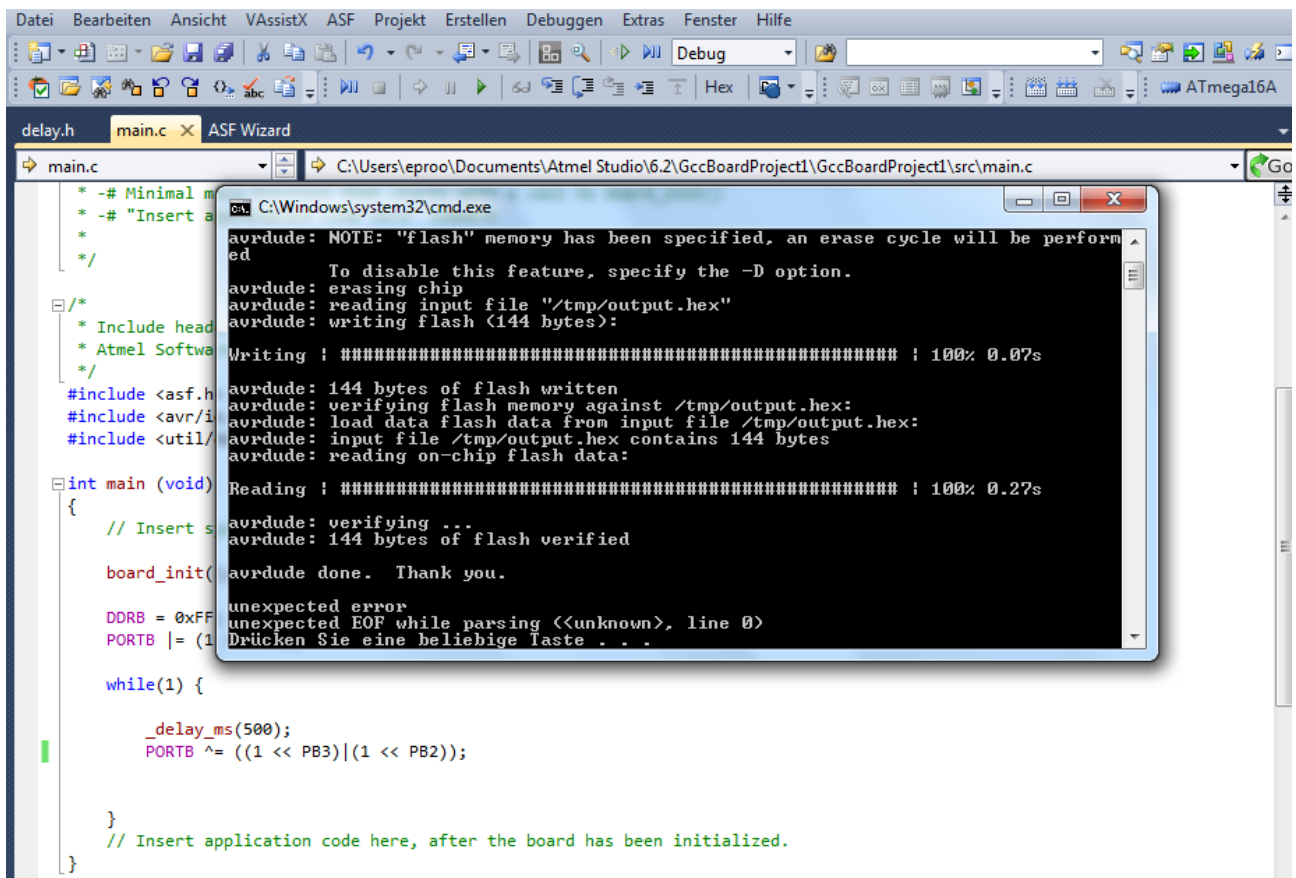 Datei Bearbeiten Ansicht VAssistX ASF Projekt Erstellen Debuggen Extras Fenster Hilfe
Debug
Hex ATmega16A
delay.h main.c ASF Wizard
main.c C:\Users\eproo\Documents\Atmel Studio\6.2\GccBoardProject1\GccBoardProject1\src\main.c Go
* -# Minimal
* -# "Insert a
*
*/
/*
* Include head
* Atmel Softwa
*/
#include <asf.h
#include <avr/i
#include <util/
int main (void)
{
// Insert s
board_init(
DDRB = 0xFF
PORTB |= (1
while(1) {
_delay_ms(500);
PORTB ^= ((1 << PB3)|(1 << PB2));
}
// Insert application code here, after the board has been initialized.
}
C:\Windows\system32\cmd.exe
avrdude: NOTE: "flash" memory has been specified, an erase cycle will be perform
ed
To disable this feature, specify the -D option.
avrdude: erasing chip
avrdude: reading input file "/tmp/output.hex"
avrdude: writing flash (144 bytes):
Writing | ################################################## | 100% 0.07s
avrdude: 144 bytes of flash written
avrdude: verifying flash memory against /tmp/output.hex:
avrdude: load data flash data from input file /tmp/output.hex:
avrdude: input file /tmp/output.hex contains 144 bytes
avrdude: reading on-chip flash data:
Reading | ################################################## | 100% 0.27s
avrdude: verifying ...
avrdude: 144 bytes of flash verified
avrdude done.  Thank you.
unexpected error
unexpected EOF while parsing (<unknown>, line 0)
Drücken Sie eine beliebige Taste . . .